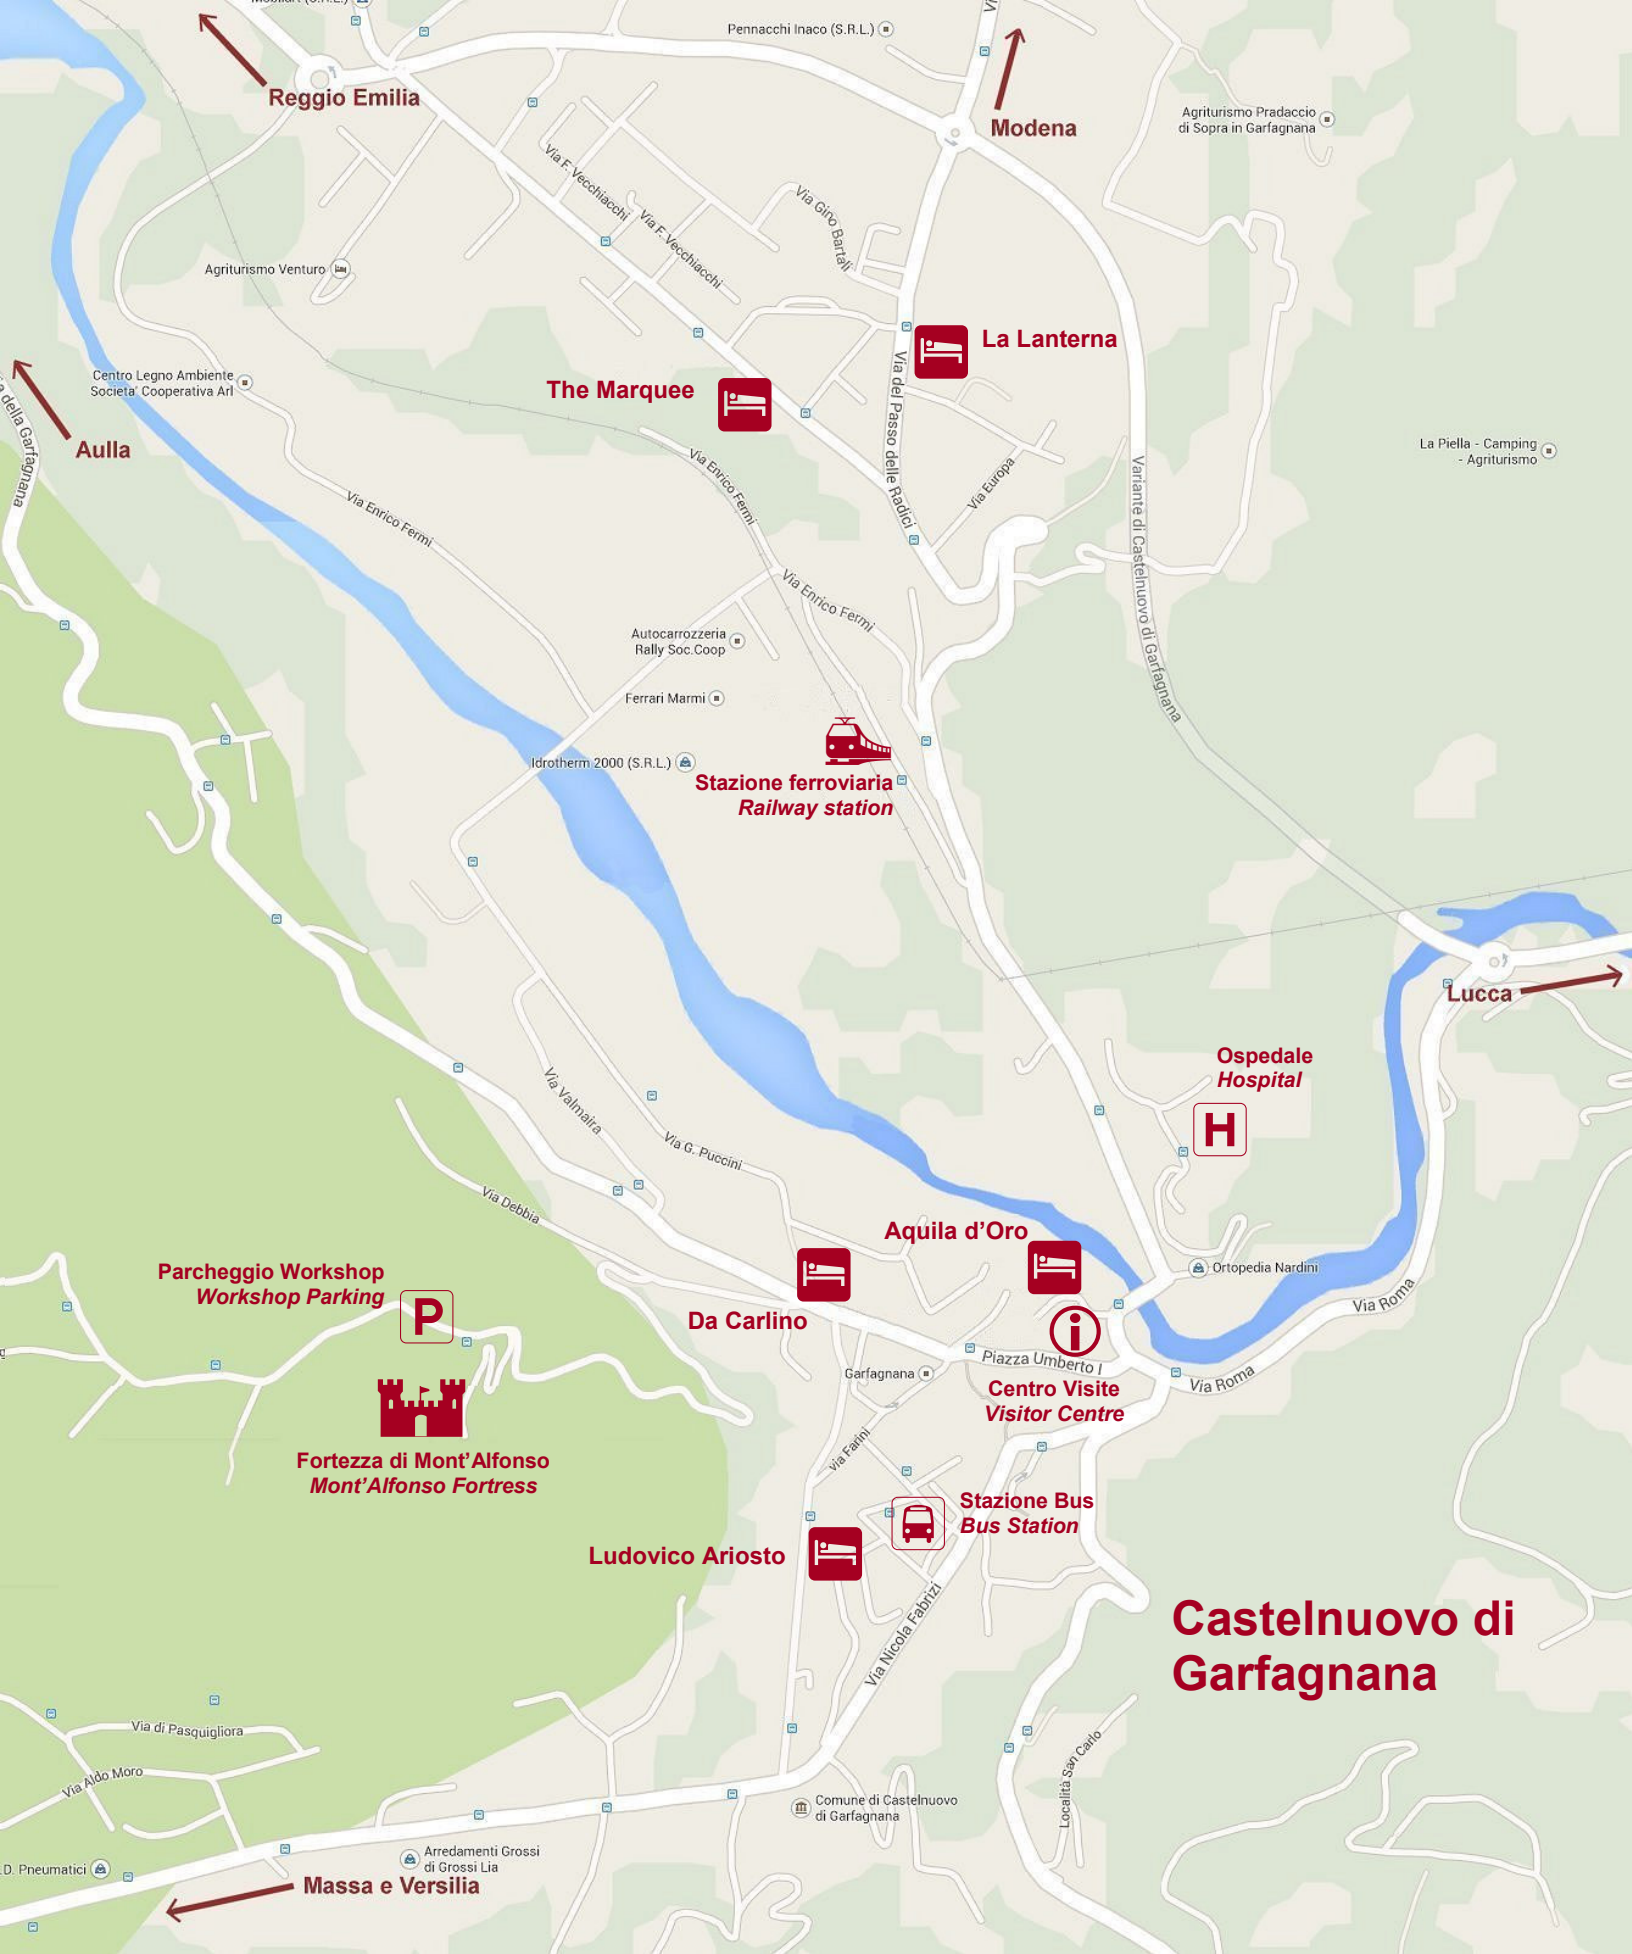 Pennacchi Inaco (S.R.L.)
Reggio Emilia
Modena
Agriturismo Pradaccio
di Sopra in Garfagnana
Via F. Vecchiacchi
Via F. Vecchiacchi
Via Gino Bartali
Agriturismo Venturo
La Lanterna
Centro Legno Ambiente
Societa' Cooperativa Arl
The Marquee
Via del Passo delle Radici
della Garfagnana
Aulla
La Piella - Camping
- Agriturismo
Via Enrico Fermi
Via Europa
Variante di Castelnuovo di Garfagnana
Via Enrico Fermi
Via Enrico Fermi
Autocarrozzeria
Rally Soc.Coop
Ferrari Marmi
Idrotherm 2000 (S.R.L.)
Stazione ferroviaria
Railway station
Lucca
Ospedale
Hospital
H
Via Valmaira
Via G. Puccini
Via Debbia
Aquila d'Oro
Ortopedia Nardini
Parcheggio Workshop
Workshop Parking
P
Via Roma
Da Carlino
i
Piazza Umberto I
Garfagnana
Via Roma
Centro Visite
Visitor Centre
via Farini
Fortezza di Mont'Alfonso
Mont'Alfonso Fortress
Stazione Bus
Bus Station
Ludovico Ariosto
Via Nicola Fabrizi
Castelnuovo di
Garfagnana
Via di Pasquigliora
Via Aldo Moro
Località San Carlo
Comune di Castelnuovo
di Garfagnana
Arredamenti Grossi
di Grossi Lia
D. Pneumatici
Massa e Versilia